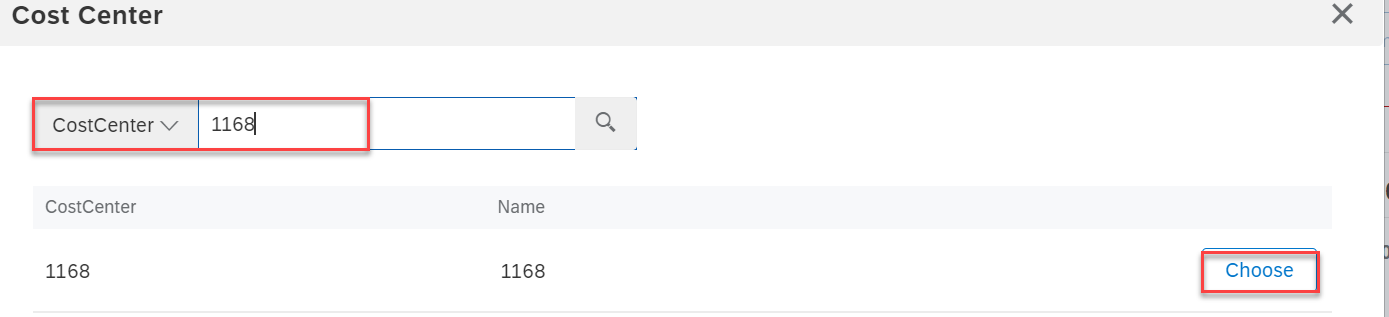 Cost Center
CostCenter 1168
CostCenter Name
1168 1168 Choose